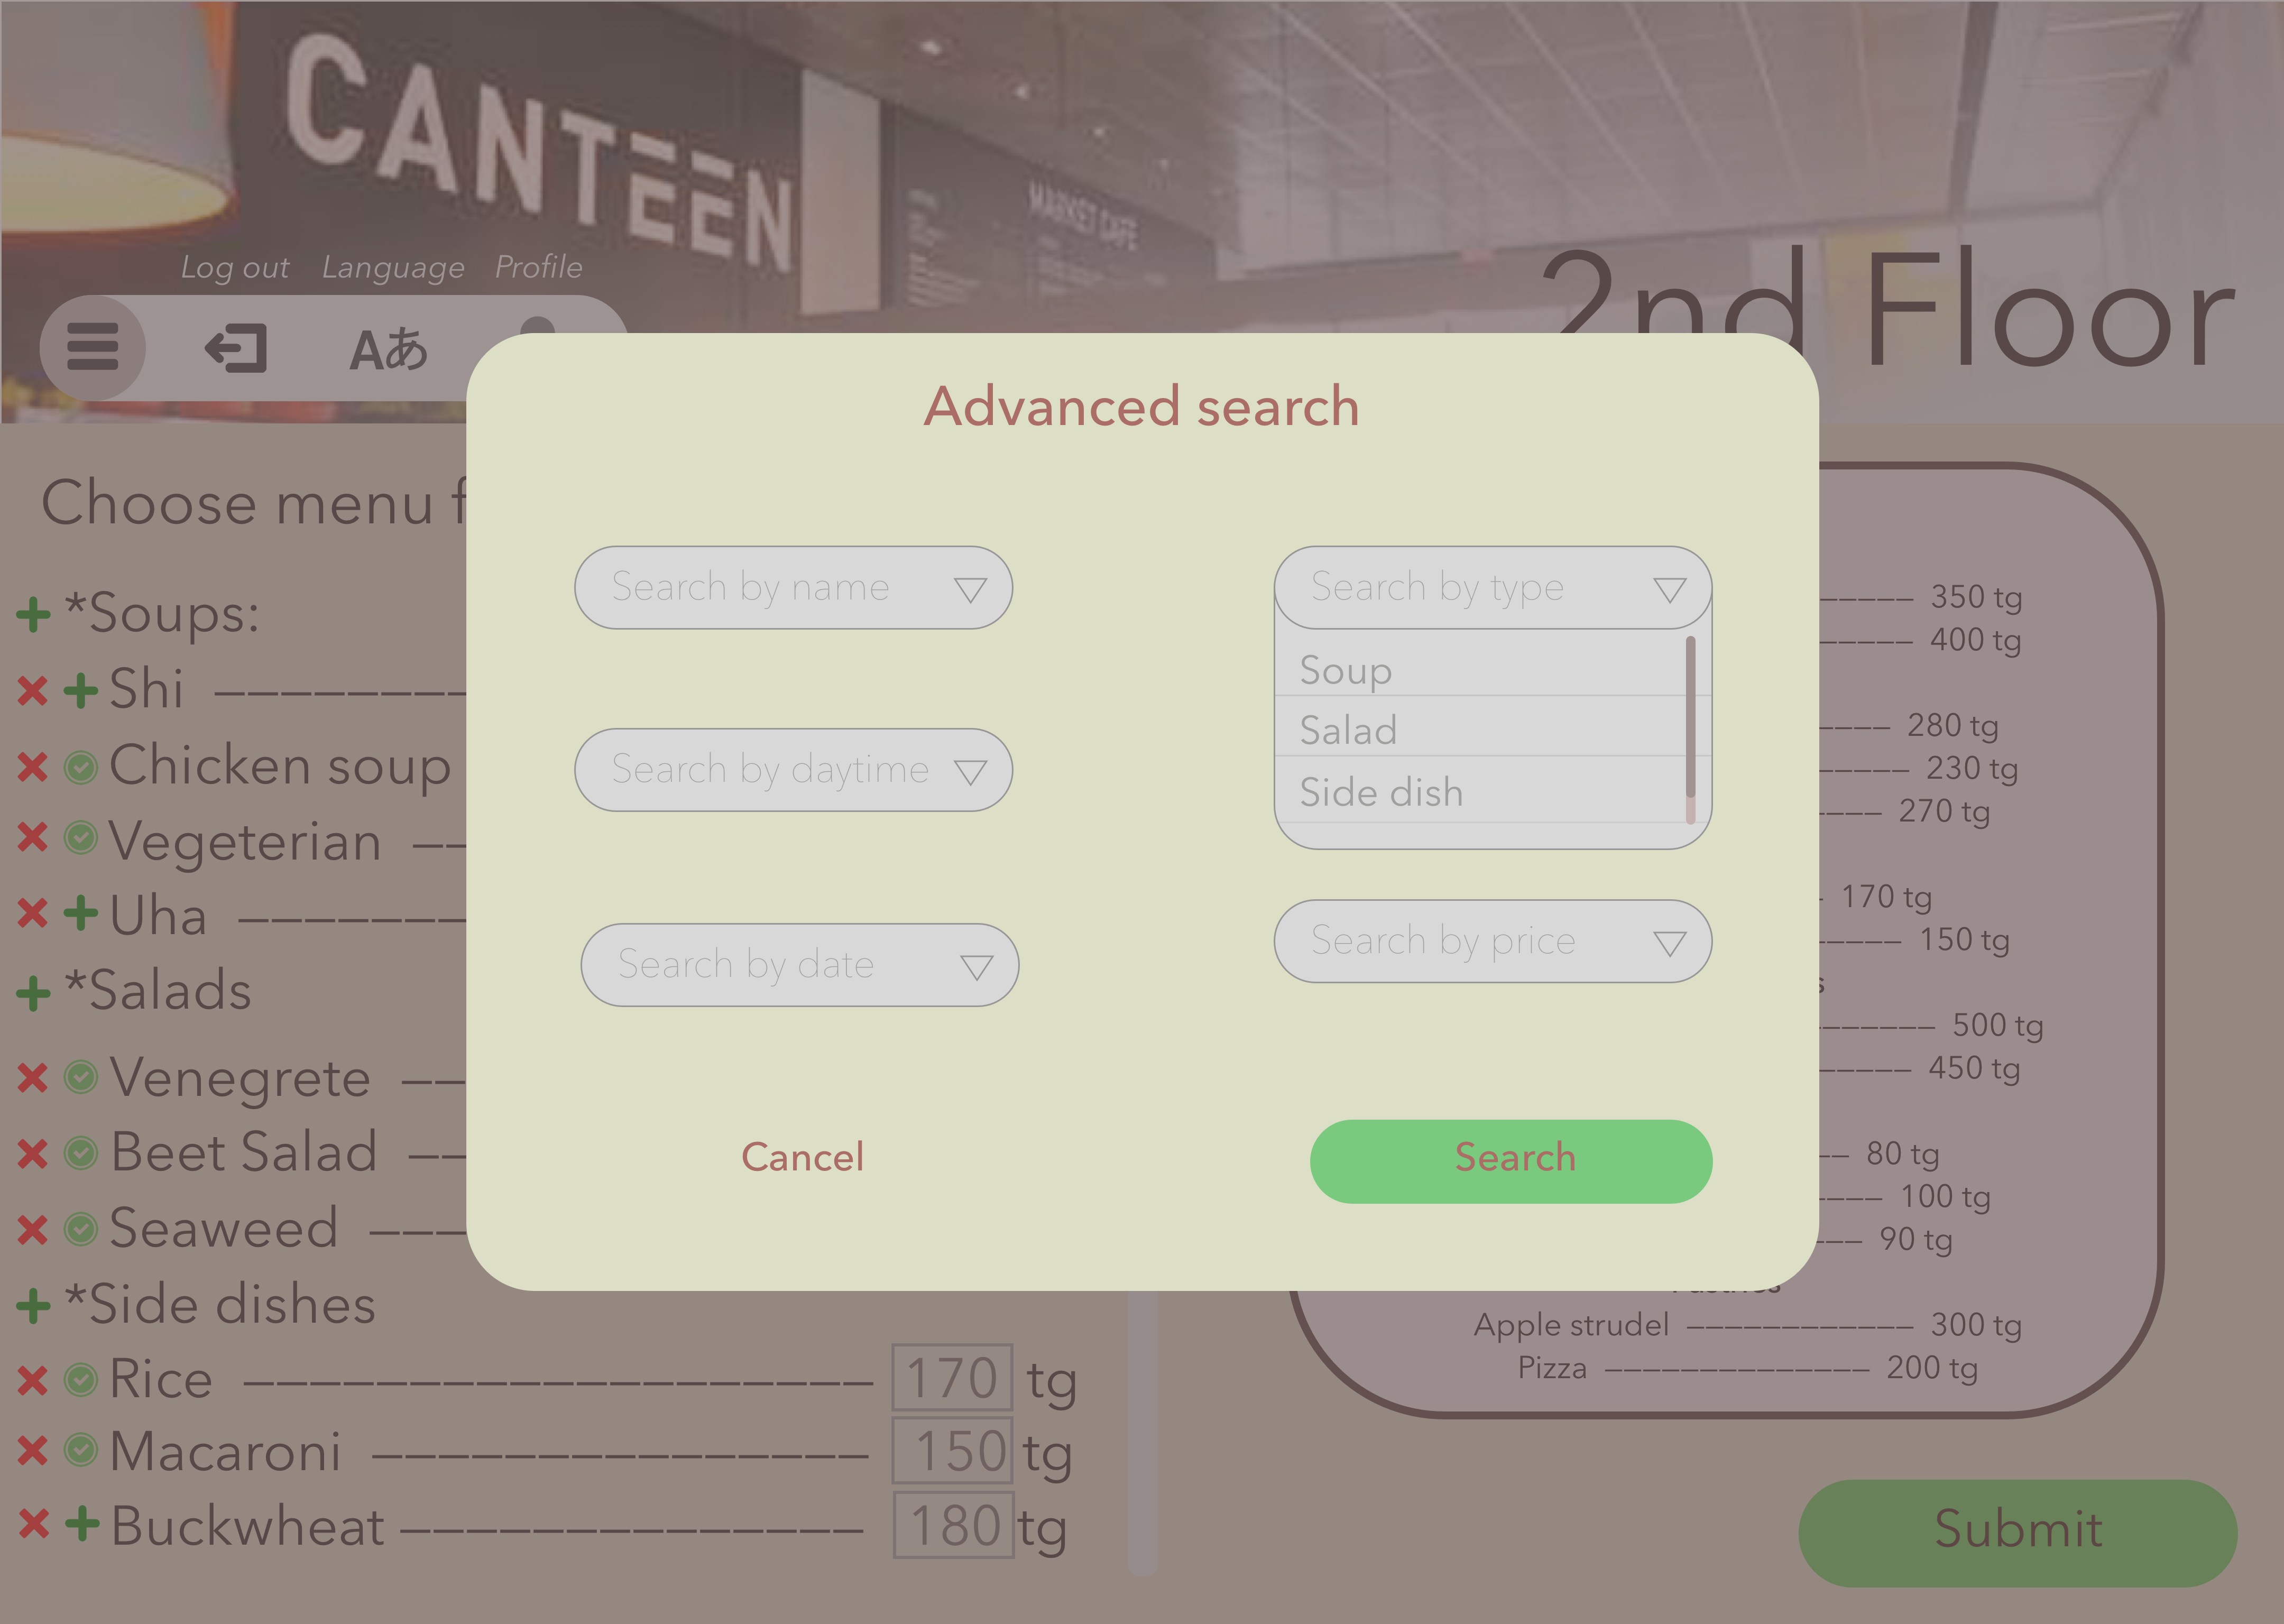 CANTEEN
MARKET CAFE
Log out Language Profile
Aあ
2nd Floor
Advanced search
Choose menu f
Search by name
Search by type
Soup
Salad
Side dish
Search by daytime
Search by date
Search by price
Cancel
Search
*Soups:
Shi
Chicken soup
Vegeterian
Uha
*Salads
Venegrete
Beet Salad
Seaweed
*Side dishes
Rice 170 tg
Macaroni 150 tg
Buckwheat 180 tg
350 tg
400 tg
280 tg
230 tg
270 tg
170 tg
150 tg
s
500 tg
450 tg
80 tg
100 tg
90 tg
Apple strudel 300 tg
Pizza 200 tg
Submit